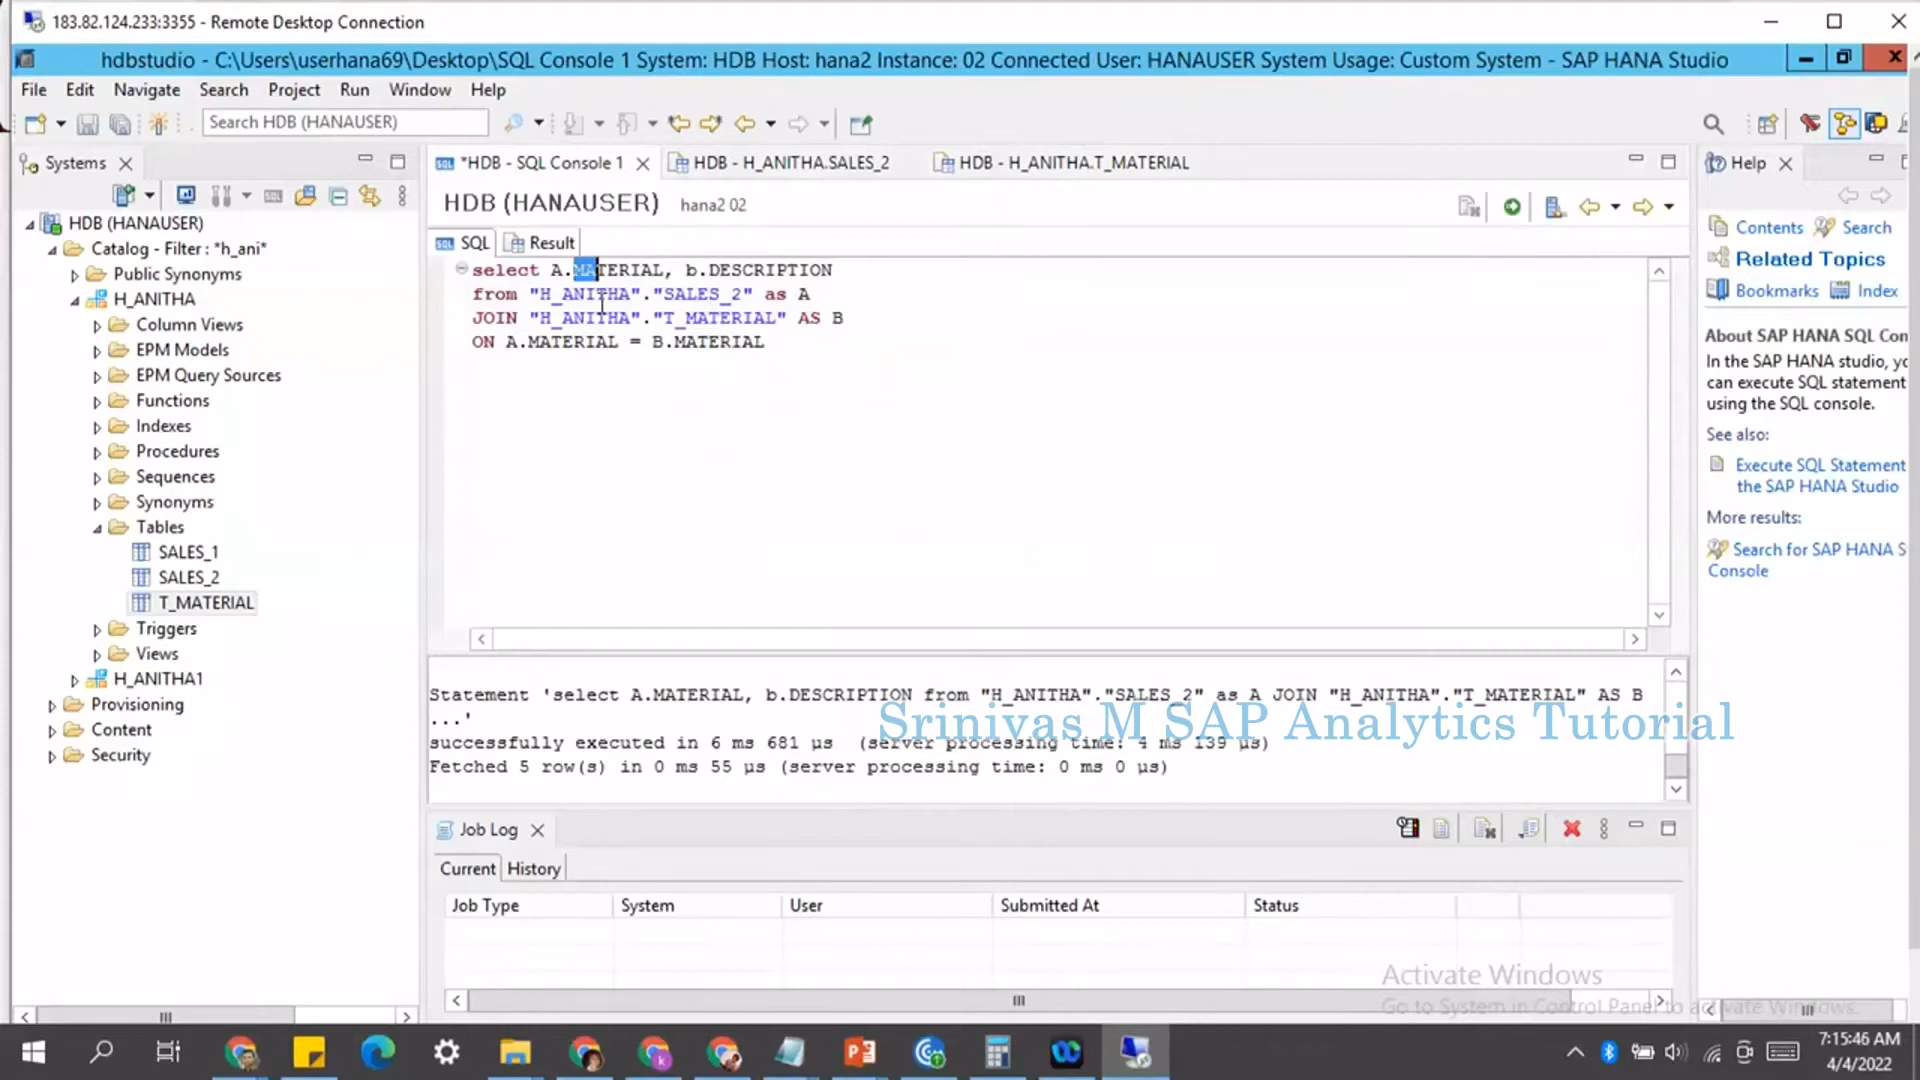 183.82.124.233:3355 - Remote Desktop Connection
hdbstudio - C:\Users\userhana69\Desktop\SQL Console 1 System: HDB Host: hana2 Instance: 02 Connected User: HANAUSER System Usage: Custom System - SAP HANA Studio
File Edit Navigate Search Project Run Window Help
Search HDB (HANAUSER)
Systems
*HDB - SQL Console 1
HDB - H_ANITHA.SALES_2
HDB - H_ANITHA.T_MATERIAL
Help
HDB (HANAUSER) hana2 02
SQL Result
HDB (HANAUSER)
Catalog - Filter : *h_ani*
Public Synonyms
H_ANITHA
Column Views
EPM Models
EPM Query Sources
Functions
Indexes
Procedures
Sequences
Synonyms
Tables
SALES_1
SALES_2
T_MATERIAL
Triggers
Views
H_ANITHA1
Provisioning
Content
Security
select A.MATERIAL, b.DESCRIPTION
from "H_ANITHA"."SALES_2" as A
JOIN "H_ANITHA"."T_MATERIAL" AS B
ON A.MATERIAL = B.MATERIAL
Statement 'select A.MATERIAL, b.DESCRIPTION from "H_ANITHA"."SALES_2" as A JOIN "H_ANITHA"."T_MATERIAL" AS B
...'
successfully executed in 6 ms 681 µs (server processing time: 4 ms 139 µs)
Fetched 5 row(s) in 0 ms 55 µs (server processing time: 0 ms 0 µs)
Srinivas M SAP Analytics Tutorial
Job Log
Current History
Job Type System User Submitted At Status
Contents Search
Related Topics
Bookmarks Index
About SAP HANA SQL Con
In the SAP HANA studio, yo
can execute SQL statement
using the SQL console.
See also:
Execute SQL Statement
the SAP HANA Studio
More results:
Search for SAP HANA S
Console
Activate Windows
Go to System in Control Panel to activate Windows.
7:15:46 AM
4/4/2022